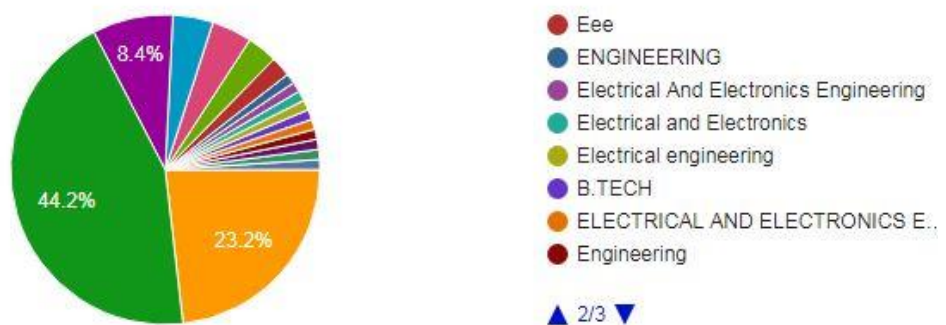 8.4%
44.2%
23.2%
Eee
ENGINEERING
Electrical And Electronics Engineering
Electrical and Electronics
Electrical engineering
B.TECH
ELECTRICAL AND ELECTRONICS E...
Engineering
▲ 2/3 ▼